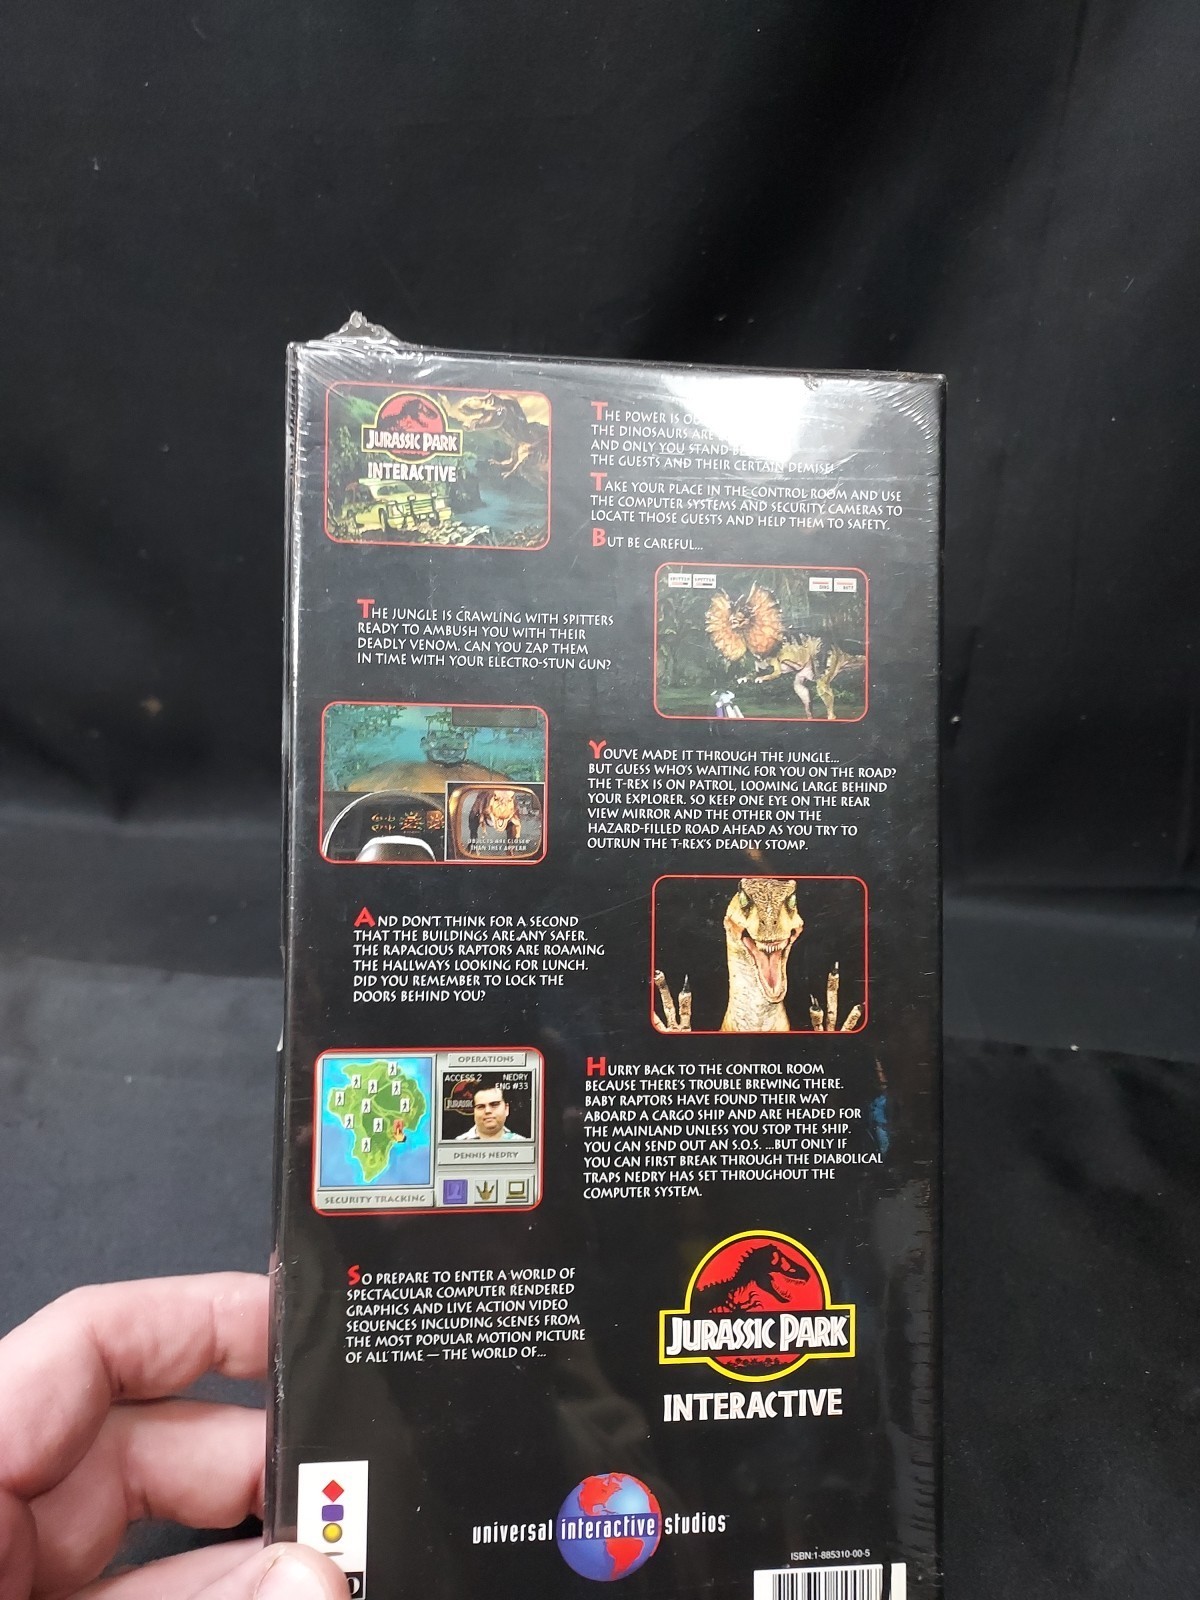 JURASSIC PARK
INTERACTIVE
THE POWER IS
THE DINOSAURS ARE
AND ONLY YOU STAND
THE GUESTS AND THEIR CERTAIN DEMISE!
TAKE YOUR PLACE IN THE CONTROL ROOM AND USE
THE COMPUTER SYSTEMS AND SECURITY CAMERAS TO
LOCATE THOSE GUESTS AND HELP THEM TO SAFETY.
BUT BE CAREFUL...
SPITTER SPITTER
THE JUNGLE IS CRAWLING WITH SPITTERS
READY TO AMBUSH YOU WITH THEIR
DEADLY VENOM. CAN YOU ZAP THEM
IN TIME WITH YOUR ELECTRO-STUN GUN?
OBJECTS ARE CLOSER
THAN THEY APPEAR
YOU'VE MADE IT THROUGH THE JUNGLE...
BUT GUESS WHO'S WAITING FOR YOU ON THE ROAD?
THE T-REX IS ON PATROL, LOOMING LARGE BEHIND
YOUR EXPLORER. SO KEEP ONE EYE ON THE REAR
VIEW MIRROR AND THE OTHER ON THE
HAZARD-FILLED ROAD AHEAD AS YOU TRY TO
OUTRUN THE T-REX'S DEADLY STOMP.
AND DON'T THINK FOR A SECOND
THAT THE BUILDINGS ARE ANY SAFER.
THE RAPACIOUS RAPTORS ARE ROAMING
THE HALLWAYS LOOKING FOR LUNCH.
DID YOU REMEMBER TO LOCK THE
DOORS BEHIND YOU?
OPERATIONS
ACCESS 2 NEDRY
ENG #33
JURASSIC
DENNIS NEDRY
SECURITY TRACKING
HURRY BACK TO THE CONTROL ROOM
BECAUSE THERE'S TROUBLE BREWING THERE.
BABY RAPTORS HAVE FOUND THEIR WAY
ABOARD A CARGO SHIP AND ARE HEADED FOR
THE MAINLAND UNLESS YOU STOP THE SHIP.
YOU CAN SEND OUT AN S.O.S. ...BUT ONLY IF
YOU CAN FIRST BREAK THROUGH THE DIABOLICAL
TRAPS NEDRY HAS SET THROUGHOUT THE
COMPUTER SYSTEM.
SO PREPARE TO ENTER A WORLD OF
SPECTACULAR COMPUTER RENDERED
GRAPHICS AND LIVE ACTION VIDEO
SEQUENCES INCLUDING SCENES FROM
THE MOST POPULAR MOTION PICTURE
OF ALL TIME — THE WORLD OF...
JURASSIC PARK™
INTERACTIVE
universal interactive studios™
ISBN:1-885310-00-5